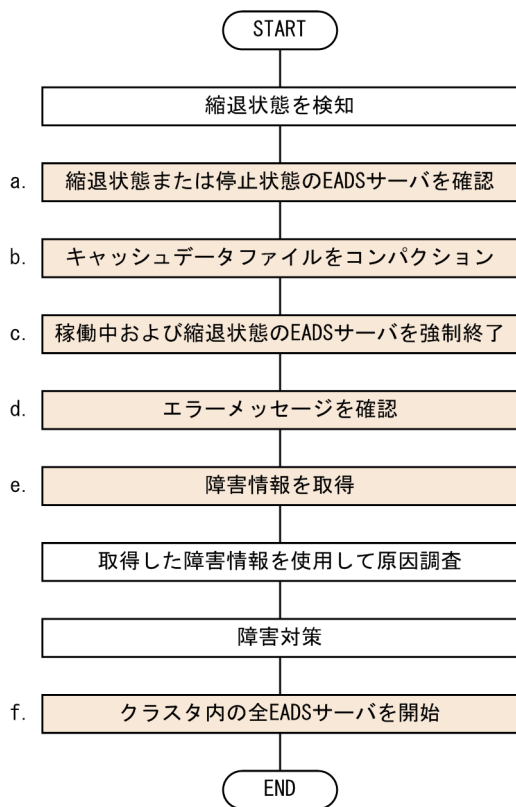 START
縮退状態を検知
a. 縮退状態または停止状態のEADSサーバを確認
b. キャッシュデータファイルをコンパクション
c. 稼働中および縮退状態のEADSサーバを強制終了
d. エラーメッセージを確認
e. 障害情報を取得
取得した障害情報を使用して原因調査
障害対策
f. クラスタ内の全EADSサーバを開始
END